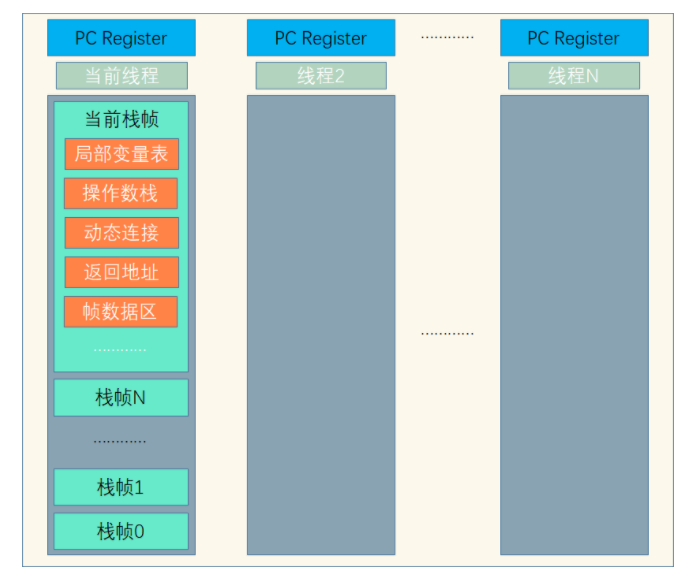 PC Register
PC Register
…………
PC Register
当前线程
线程2
线程N
当前栈帧
局部变量表
操作数栈
动态连接
返回地址
帧数据区
…………
…………
栈帧N
…………
栈帧1
栈帧0